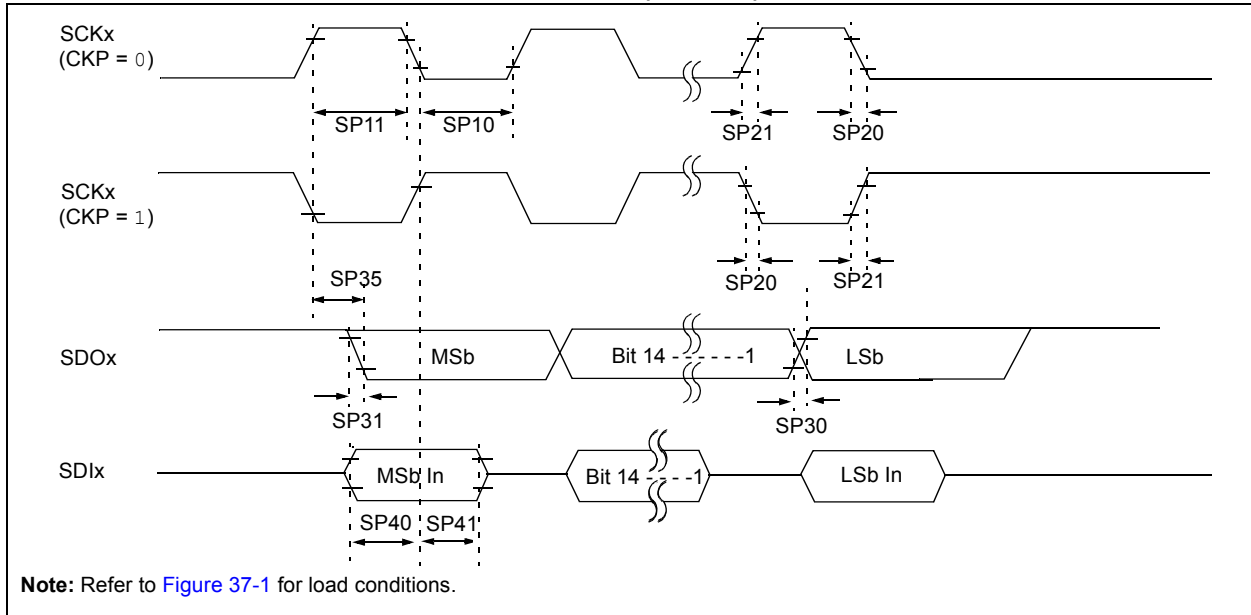 SCKx
(CKP = 0)
SP11
SP10
SP21
SP20
SCKx
(CKP = 1)
SP35
SP20
SP21
SDOx
MSb
Bit 14 - - - - - -1
LSb
SP31
SP30
SDIx
MSb In
Bit 14 - - - -1
LSb In
SP40
SP41
Note: Refer to Figure 37-1 for load conditions.